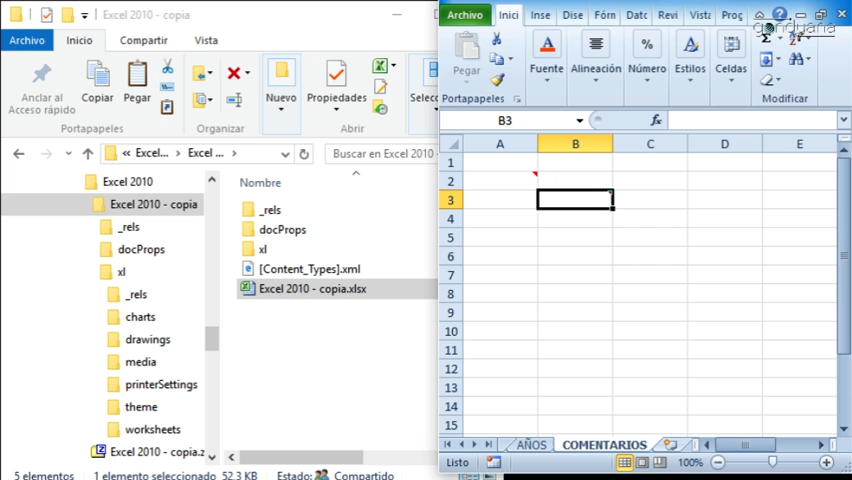 Excel 2010 - copia
Archivo Inicio Compartir Vista
Anclar al
Acceso rápido
Copiar
Pegar
Nuevo
Propiedades
Selecc
Portapapeles
Organizar
Abrir
Excel... Excel ...
Buscar en Excel 2010
Excel 2010
Excel 2010 - copia
_rels
docProps
xl
_rels
charts
drawings
media
printerSettings
theme
worksheets
Excel 2010 - copia.z
Nombre
_rels
docProps
xl
[Content_Types].xml
Excel 2010 - copia.xlsx
5 elementos
1 elemento seleccionado 52.3 KB
Estado: Compartido
Archivo Inici Inse Dise Fórn Datc Revi Vista Prog
gonduana
Pegar
Fuente
Alineación
Número
Estilos
Celdas
Portapapeles
Modificar
B3
fx
A B C D E
1
2
3
4
5
6
7
8
9
10
11
12
13
14
15
AÑOS COMENTARIOS
Listo
100%